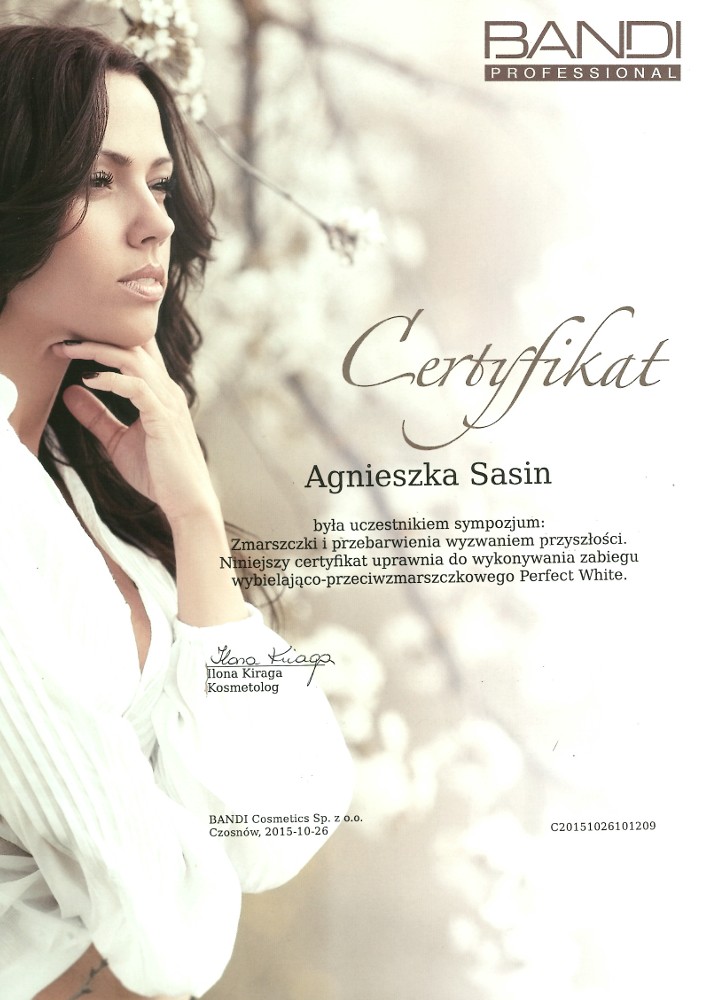 BANDI
PROFESSIONAL
Certyfikat
Agnieszka Sasin
była uczestnikiem sympozjum:
Zmarszczki i przebarwienia wyzwaniem przyszłości.
Niniejszy certyfikat uprawnia do wykonywania zabiegu
wybielająco-przeciwzmarszczkowego Perfect White.
Ilona Kiraga
Ilona Kiraga
Kosmetolog
BANDI Cosmetics Sp. z o.o.
Czosnów, 2015-10-26
C20151026101209